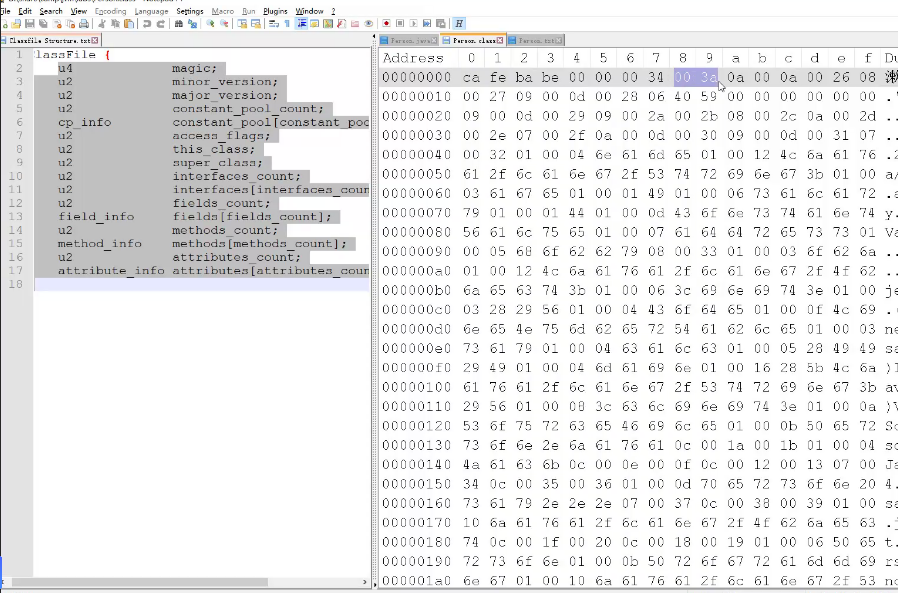 Search View Encoding Language Settings Macro Run Plugins Window ?
Classfile Structure.txt
1 lassFile {
2 u4 magic;
3 u2 minor_version;
4 u2 major_version;
5 u2 constant_pool_count;
6 cp_info constant_pool[constant_poo
7 u2 access_flags;
8 u2 this_class;
9 u2 super_class;
10 u2 interfaces_count;
11 u2 interfaces[interfaces_coun
12 u2 fields_count;
13 field_info fields[fields_count];
14 u2 methods_count;
15 method_info methods[methods_count];
16 u2 attributes_count;
17 attribute_info attributes[attributes_coun
18
Person.java Person.class Person.txt
Address 0 1 2 3 4 5 6 7 8 9 a b c d e f Du
00000000 ca fe ba be 00 00 00 34 00 3a 0a 00 0a 00 26 08
00000010 00 27 09 00 0d 00 28 06 40 59 00 00 00 00 00 00 .'
00000020 09 00 0d 00 29 09 00 2a 00 2b 08 00 2c 0a 00 2d ..
00000030 00 2e 07 00 2f 0a 00 0d 00 30 09 00 0d 00 31 07 ..
00000040 00 32 01 00 04 6e 61 6d 65 01 00 12 4c 6a 61 76 .2
00000050 61 2f 6c 61 6e 67 2f 53 74 72 69 6e 67 3b 01 00 a/
00000060 03 61 67 65 01 00 01 49 01 00 06 73 61 6c 61 72 .a
00000070 79 01 00 01 44 01 00 0d 43 6f 6e 73 74 61 6e 74 y.
00000080 56 61 6c 75 65 01 00 07 61 64 64 72 65 73 73 01 Va
00000090 00 05 68 6f 62 62 79 08 00 33 01 00 03 6f 62 6a ..
000000a0 01 00 12 4c 6a 61 76 61 2f 6c 61 6e 67 2f 4f 62 ..
000000b0 6a 65 63 74 3b 01 00 06 3c 69 6e 69 74 3e 01 00 je
000000c0 03 28 29 56 01 00 04 43 6f 64 65 01 00 0f 4c 69 .(
000000d0 6e 65 4e 75 6d 62 65 72 54 61 62 6c 65 01 00 03 ne
000000e0 73 61 79 01 00 04 63 61 6c 63 01 00 05 28 49 49 sa
000000f0 29 49 01 00 04 6d 61 69 6e 01 00 16 28 5b 4c 6a )I
00000100 61 76 61 2f 6c 61 6e 67 2f 53 74 72 69 6e 67 3b av
00000110 29 56 01 00 08 3c 63 6c 69 6e 69 74 3e 01 00 0a )V
00000120 53 6f 75 72 63 65 46 69 6c 65 01 00 0b 50 65 72 So
00000130 73 6f 6e 2e 6a 61 76 61 0c 00 1a 00 1b 01 00 04 so
00000140 4a 61 63 6b 0c 00 0e 00 0f 0c 00 12 00 13 07 00 Ja
00000150 34 0c 00 35 00 36 01 00 0d 70 65 72 73 6f 6e 20 4.
00000160 73 61 79 2e 2e 2e 07 00 37 0c 00 38 00 39 01 00 sa
00000170 10 6a 61 76 61 2f 6c 61 6e 67 2f 4f 62 6a 65 63 .j
00000180 74 0c 00 1f 00 20 0c 00 18 00 19 01 00 06 50 65 t.
00000190 72 73 6f 6e 01 00 0b 50 72 6f 67 72 61 6d 6d 69 rs
000001a0 6e 67 01 00 10 6a 61 76 61 2f 6c 61 6e 67 2f 53 ng